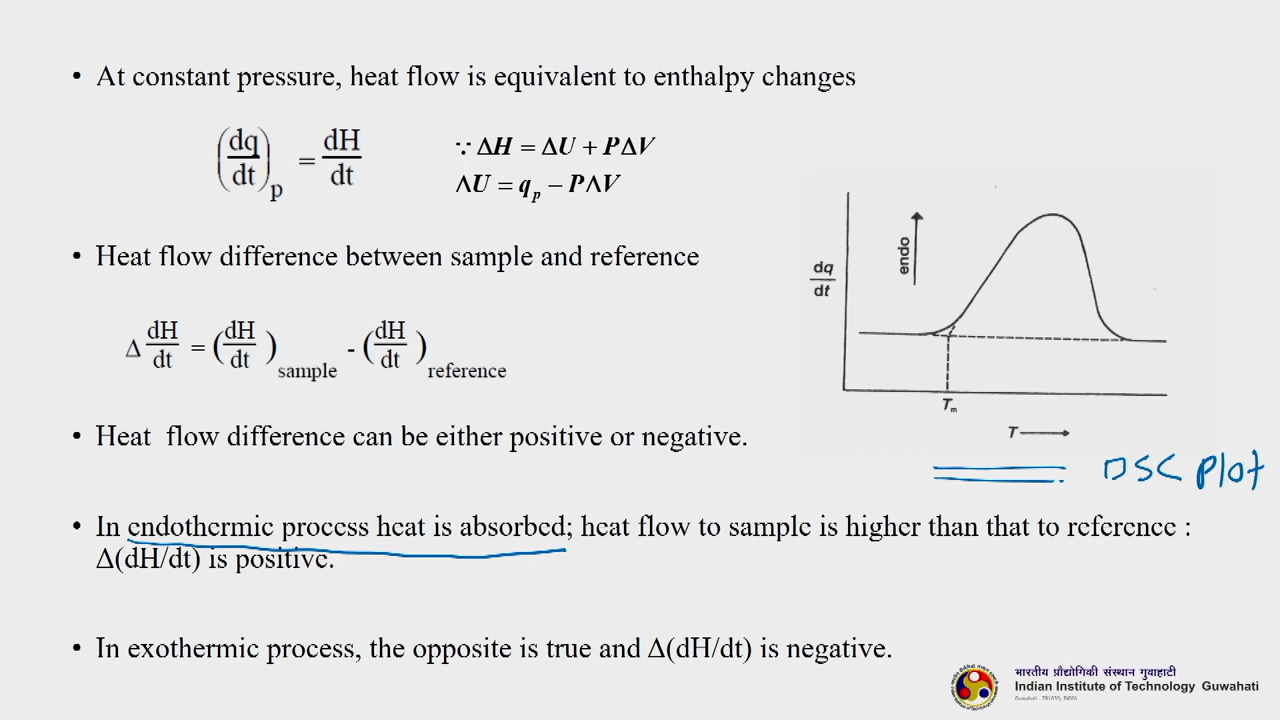 • At constant pressure, heat flow is equivalent to enthalpy changes
(dq/dt)p = dH/dt
∵ ΔH = ΔU + PΔV
ΛU = qp − PΛV
• Heat flow difference between sample and reference
Δ dH/dt = (dH/dt)sample - (dH/dt)reference
• Heat flow difference can be either positive or negative.
dq/dt
endo
Tm
T
DSC Plot
• In endothermic process heat is absorbed; heat flow to sample is higher than that to reference :
Δ(dH/dt) is positive.
• In exothermic process, the opposite is true and Δ(dH/dt) is negative.
भारतीय प्रौद्योगिकी संस्थान गुवाहाटी
Indian Institute of Technology Guwahati